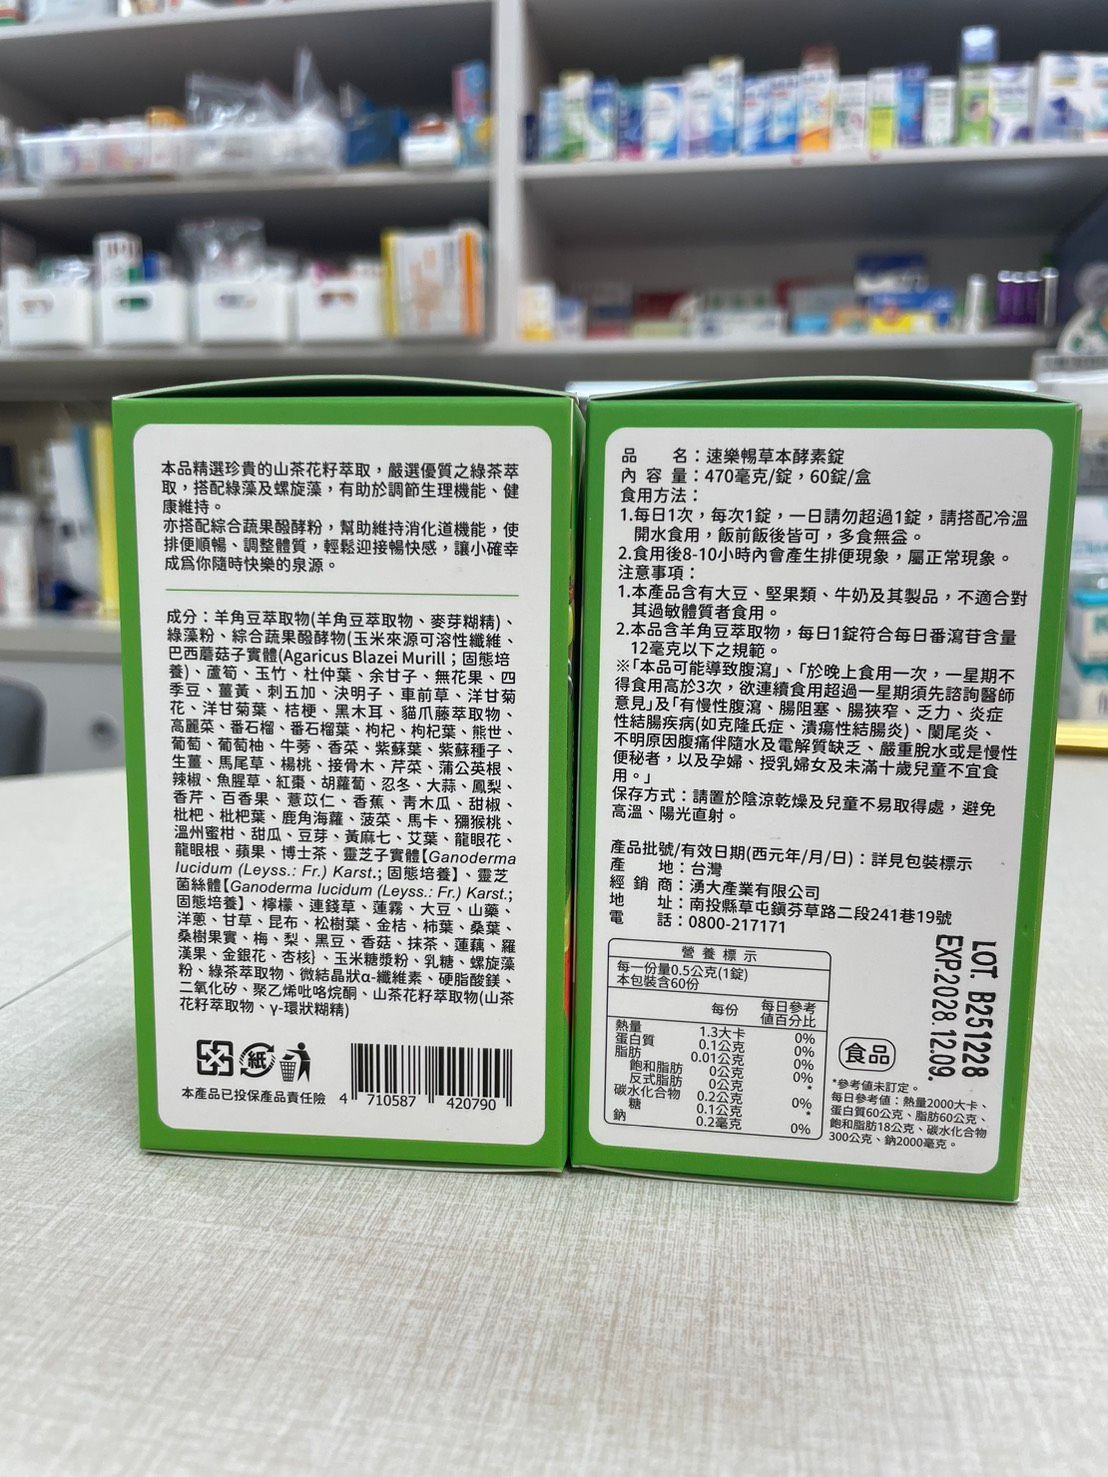 本品精選珍貴的山茶花籽萃取，嚴選優質之綠茶萃
取，搭配綠藻及螺旋藻，有助於調節生理機能、健
康維持。
亦搭配綜合蔬果醱酵粉，幫助維持消化道機能，使
排便順暢、調整體質，輕鬆迎接暢快感，讓小確幸
成為你隨時快樂的泉源。
成分：羊角豆萃取物(羊角豆萃取物、麥芽糊精)、
綠藻粉、綜合蔬果醱酵物{玉米來源可溶性纖維、
巴西蘑菇子實體(Agaricus Blazei Murill；固態培
養)、蘆筍、玉竹、杜仲葉、余甘子、無花果、四
季豆、薑黃、刺五加、決明子、車前草、洋甘菊
花、洋甘菊葉、桔梗、黑木耳、貓爪藤萃取物、
高麗菜、番石榴、番石榴葉、枸杞、枸杞葉、熊世、
葡萄、葡萄柚、牛蒡、香菜、紫蘇葉、紫蘇種子、
生薑、馬尾草、楊桃、接骨木、芹菜、蒲公英根、
辣椒、魚腥草、紅棗、胡蘿蔔、忍冬、大蒜、鳳梨、
香芹、百香果、薏苡仁、香蕉、青木瓜、甜椒、
枇杷、枇杷葉、鹿角海蘿、菠菜、馬卡、獼猴桃、
溫州蜜柑、甜瓜、豆芽、黃麻七、艾葉、龍眼花、
龍眼根、蘋果、博士茶、靈芝子實體【Ganoderma
lucidum (Leyss.: Fr.) Karst.; 固態培養】、靈芝
菌絲體【Ganoderma lucidum (Leyss.: Fr.) Karst.;
固態培養】、檸檬、連錢草、蓮霧、大豆、山藥、
洋蔥、甘草、昆布、松樹葉、金桔、柿葉、桑葉、
桑樹果實、梅、梨、黑豆、香菇、抹茶、蓮藕、羅
漢果、金銀花、杏核}、玉米糖漿粉、乳糖、螺旋藻
粉、綠茶萃取物、微結晶狀α-纖維素、硬脂酸鎂、
二氧化矽、聚乙烯吡咯烷酮、山茶花籽萃取物(山茶
花籽萃取物、γ-環狀糊精)
紙
本產品已投保產品責任險
4 710587 420790
品 名：速樂暢草本酵素錠
內 容 量：470毫克/錠，60錠/盒
食用方法：
1.每日1次，每次1錠，一日請勿超過1錠，請搭配冷溫
開水食用，飯前飯後皆可，多食無益。
2.食用後8-10小時內會產生排便現象，屬正常現象。
注意事項：
1.本產品含有大豆、堅果類、牛奶及其製品，不適合對
其過敏體質者食用。
2.本品含羊角豆萃取物，每日1錠符合每日番瀉苷含量
12毫克以下之規範。
※「本品可能導致腹瀉」、「於晚上食用一次，一星期不
得食用高於3次，欲連續食用超過一星期須先諮詢醫師
意見」及「有慢性腹瀉、腸阻塞、腸狹窄、乏力、炎症
性結腸疾病(如克隆氏症、潰瘍性結腸炎)、闌尾炎、
不明原因腹痛伴隨水及電解質缺乏、嚴重脫水或是慢性
便秘者，以及孕婦、授乳婦女及未滿十歲兒童不宜食
用。」
保存方式：請置於陰涼乾燥及兒童不易取得處，避免
高溫、陽光直射。
產品批號/有效日期(西元年/月/日)：詳見包裝標示
產 地：台灣
經 銷 商：湧大產業有限公司
地 址：南投縣草屯鎮芬草路二段241巷19號
電 話：0800-217171
營養標示
每一份量0.5公克(1錠)
本包裝含60份
每份 每日參考
值百分比
熱量 1.3大卡 0%
蛋白質 0.1公克 0%
脂肪 0.01公克 0%
飽和脂肪 0公克 0%
反式脂肪 0公克 *
碳水化合物 0.2公克 0%
糖 0.1公克 *
鈉 0.2毫克 0%
LOT. B251228
EXP.2028.12.09.
食品
*參考值未訂定。
每日參考值：熱量2000大卡、
蛋白質60公克、脂肪60公克、
飽和脂肪18公克、碳水化合物
300公克、鈉2000毫克。